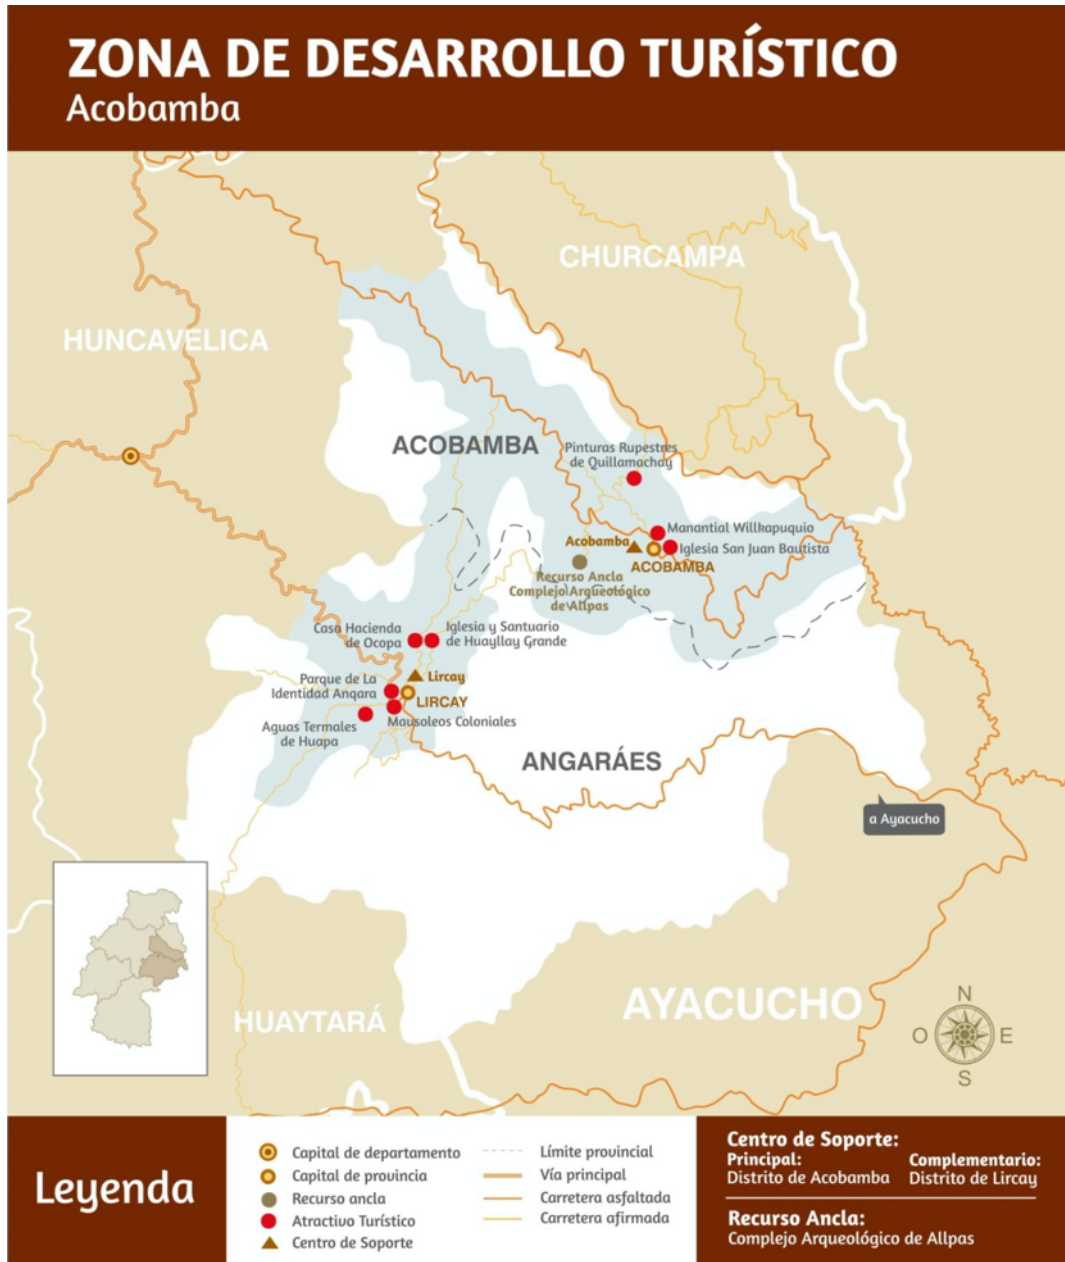 ZONA DE DESARROLLO TURÍSTICO
Acobamba
CHURCAMPA
HUNCAVELICA
ACOBAMBA
Pinturas Rupestres
de Quillamachay
Manantial Willkapuquio
Acobamba
Iglesia San Juan Bautista
ACOBAMBA
Recurso Ancla
Complejo Arqueológico
de Allpas
Casa Hacienda
de Ocopa
Iglesia y Santuario
de Huayllay Grande
Parque de La
Identidad Anqara
Lircay
LIRCAY
Mausoleos Coloniales
Aguas Termales
de Huapa
ANGARÁES
a Ayacucho
HUAYTARÁ
AYACUCHO
N
O
E
S
Leyenda
Capital de departamento
Capital de provincia
Recurso ancla
Atractivo Turístico
Centro de Soporte
Límite provincial
Vía principal
Carretera asfaltada
Carretera afirmada
Centro de Soporte:
Principal:
Distrito de Acobamba
Complementario:
Distrito de Lircay
Recurso Ancla:
Complejo Arqueológico de Allpas